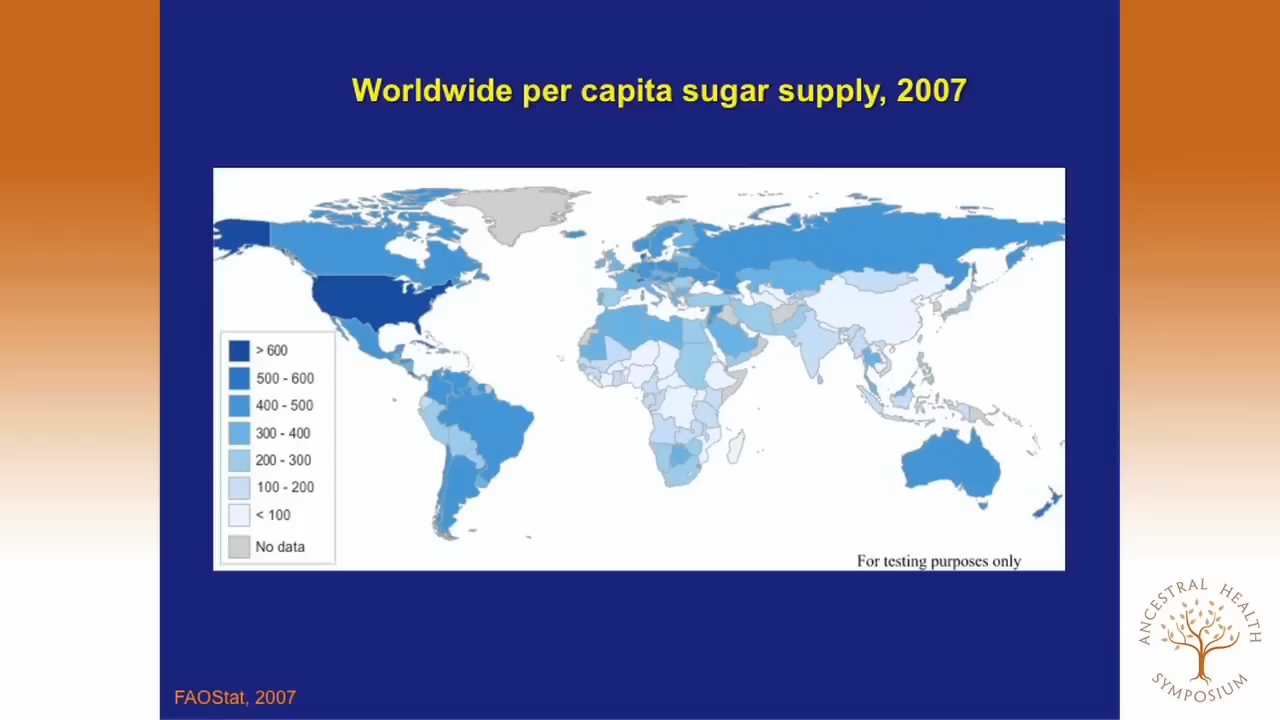 Worldwide per capita sugar supply, 2007
> 600
500 - 600
400 - 500
300 - 400
200 - 300
100 - 200
< 100
No data
For testing purposes only
FAOStat, 2007
ANCESTRAL HEALTH
SYMPOSIUM